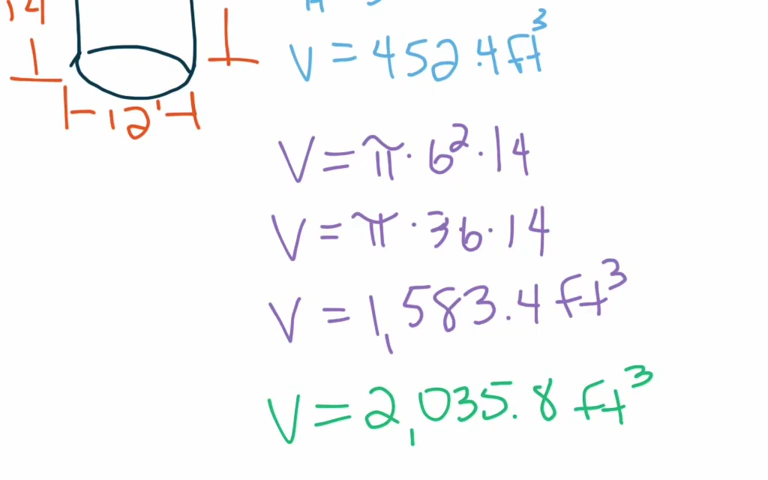 14
V = 452.4 ft³
12'
V = π · 6² · 14
V = π · 36 · 14
V = 1,583.4 ft³
V = 2,035.8 ft³